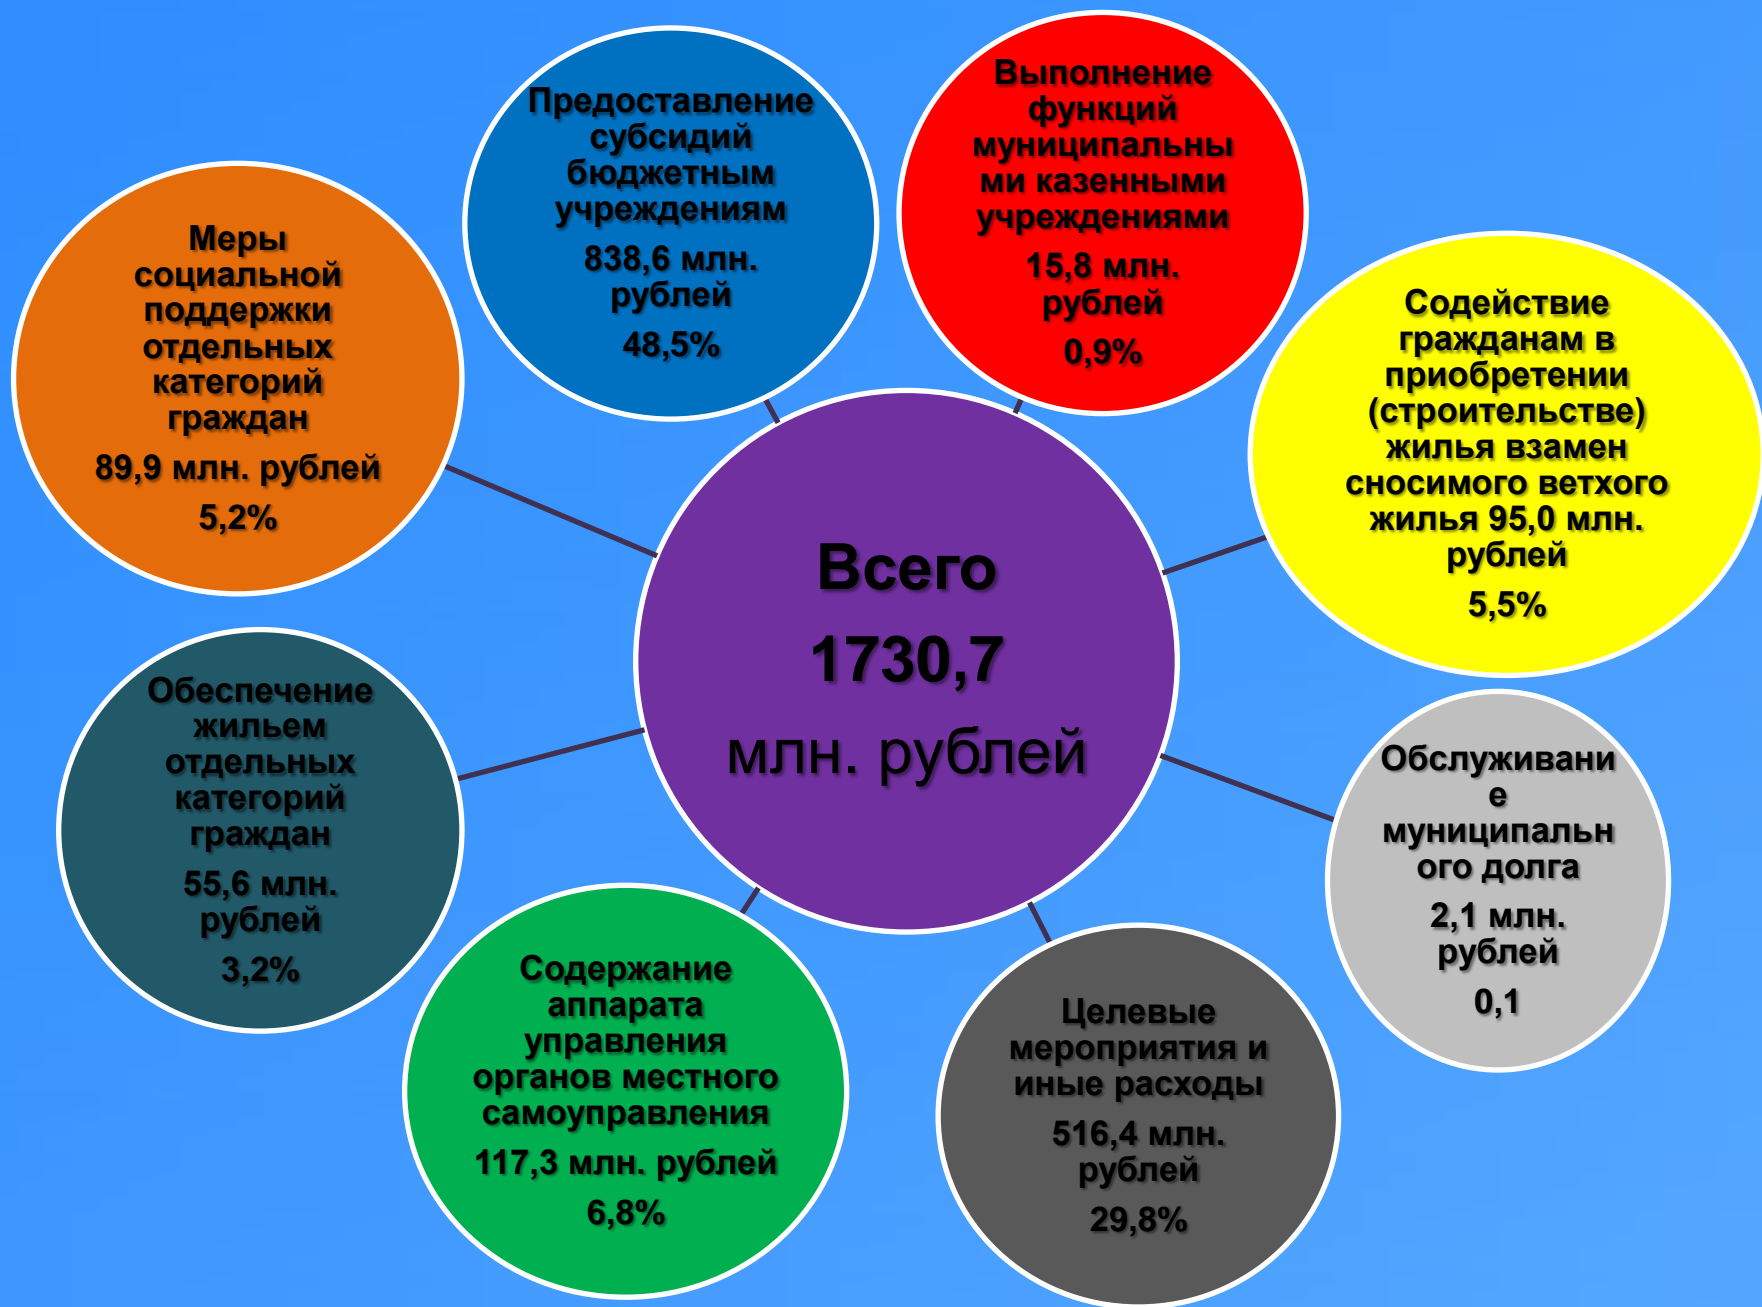 Предоставление
субсидий
бюджетным
учреждениям
838,6 млн.
рублей
48,5%
Выполнение
функций
муниципальны
ми казенными
учреждениями
15,8 млн.
рублей
0,9%
Меры
социальной
поддержки
отдельных
категорий
граждан
89,9 млн. рублей
5,2%
Содействие
гражданам в
приобретении
(строительстве)
жилья взамен
сносимого ветхого
жилья 95,0 млн.
рублей
5,5%
Всего
1730,7
млн. рублей
Обеспечение
жильем
отдельных
категорий
граждан
55,6 млн.
рублей
3,2%
Обслуживани
е
муниципальн
ого долга
2,1 млн.
рублей
0,1
Содержание
аппарата
управления
органов местного
самоуправления
117,3 млн. рублей
6,8%
Целевые
мероприятия и
иные расходы
516,4 млн.
рублей
29,8%